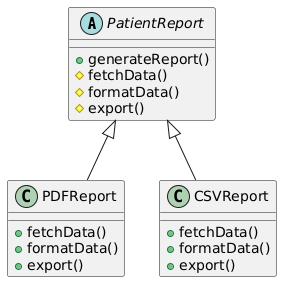 A PatientReport
generateReport()
fetchData()
formatData()
export()
C PDFReport
fetchData()
formatData()
export()
C CSVReport
fetchData()
formatData()
export()